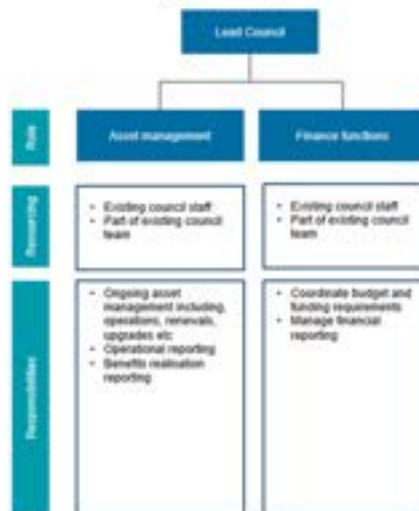 Lead Council
Role
Asset management
Finance functions
Resourcing
• Existing council staff
• Part of existing council
team
• Existing council staff
• Part of existing council
team
Responsibilities
• Ongoing asset
management including,
operations, renewals,
upgrades etc
• Operational reporting
• Benefits realisation
reporting
• Coordinate budget and
funding requirements
• Manage financial
reporting